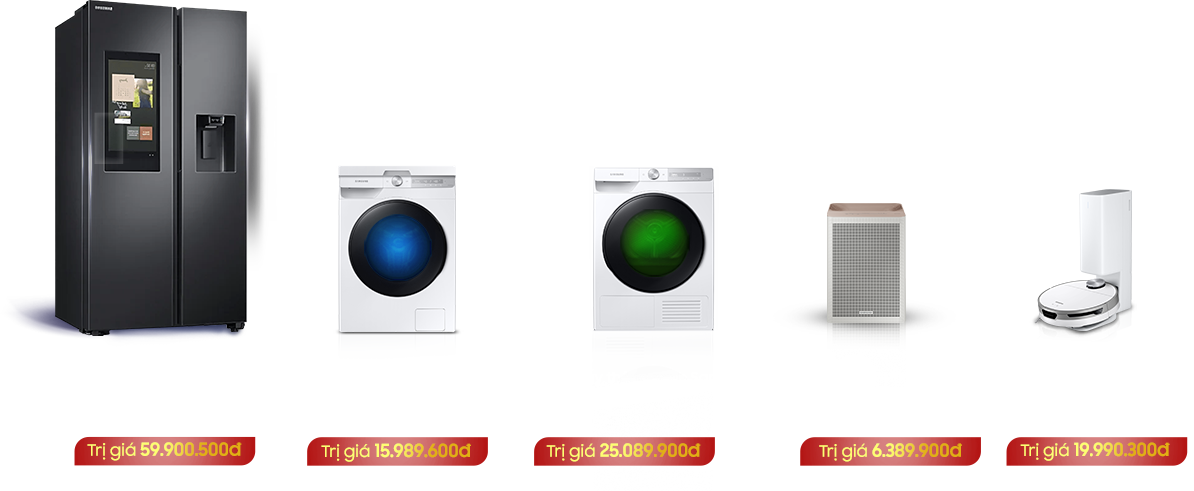 SAMSUNG
Trị giá 59.900.500đ
Trị giá 15.989.600đ
Trị giá 25.089.900đ
Trị giá 6.389.900đ
Trị giá 19.990.300đ